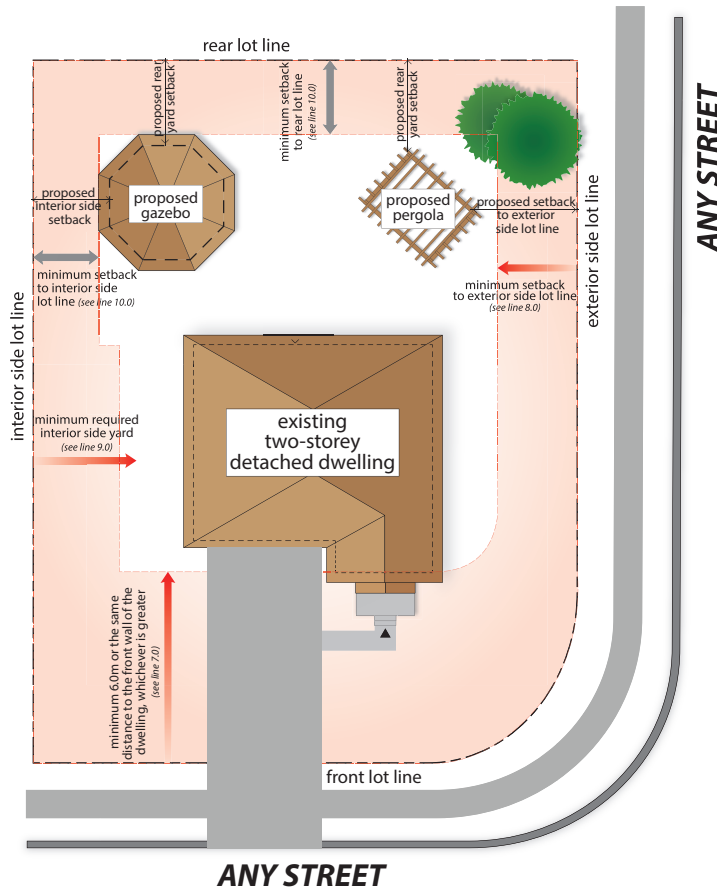 rear lot line
proposed rear
yard setback
minimum setback
to rear lot line
(see line 10.0)
proposed rear
yard setback
ANY STREET
proposed
interior side
setback
proposed
gazebo
proposed
pergola
proposed setback
to exterior
side lot line
exterior side lot line
minimum setback
to interior side
lot line (see line 10.0)
minimum setback
to exterior side lot line
(see line 8.0)
interior side lot line
minimum required
interior side yard
(see line 9.0)
existing
two-storey
detached dwelling
minimum 6.0m or the same
distance to the front wall of the
dwelling, whichever is greater
(see line 7.0)
front lot line
ANY STREET